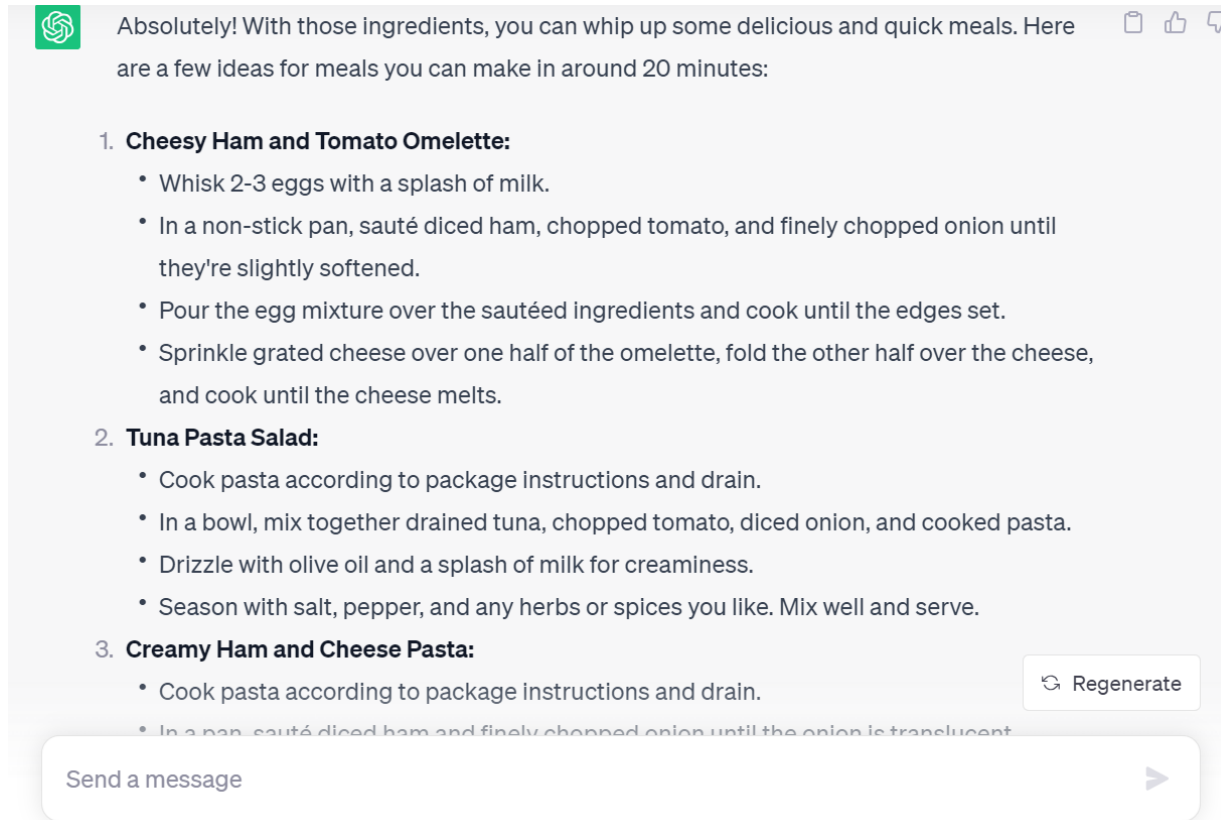 Absolutely! With those ingredients, you can whip up some delicious and quick meals. Here
are a few ideas for meals you can make in around 20 minutes:
1. Cheesy Ham and Tomato Omelette:
• Whisk 2-3 eggs with a splash of milk.
• In a non-stick pan, sauté diced ham, chopped tomato, and finely chopped onion until
they're slightly softened.
• Pour the egg mixture over the sautéed ingredients and cook until the edges set.
• Sprinkle grated cheese over one half of the omelette, fold the other half over the cheese,
and cook until the cheese melts.
2. Tuna Pasta Salad:
• Cook pasta according to package instructions and drain.
• In a bowl, mix together drained tuna, chopped tomato, diced onion, and cooked pasta.
• Drizzle with olive oil and a splash of milk for creaminess.
• Season with salt, pepper, and any herbs or spices you like. Mix well and serve.
3. Creamy Ham and Cheese Pasta:
• Cook pasta according to package instructions and drain.
Regenerate
• In a pan, sauté diced ham and finely chopped onion until the onion is translucent
Send a message